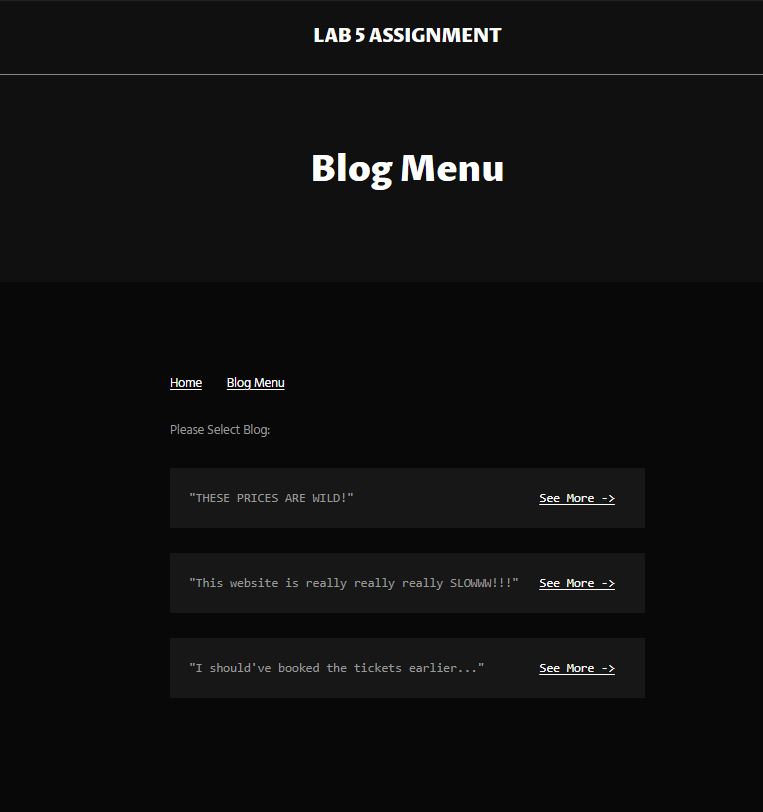 LAB 5 ASSIGNMENT
Blog Menu
Home Blog Menu
Please Select Blog:
"THESE PRICES ARE WILD!" See More ->
"This website is really really really SLOWWW!!!" See More ->
"I should've booked the tickets earlier..." See More ->